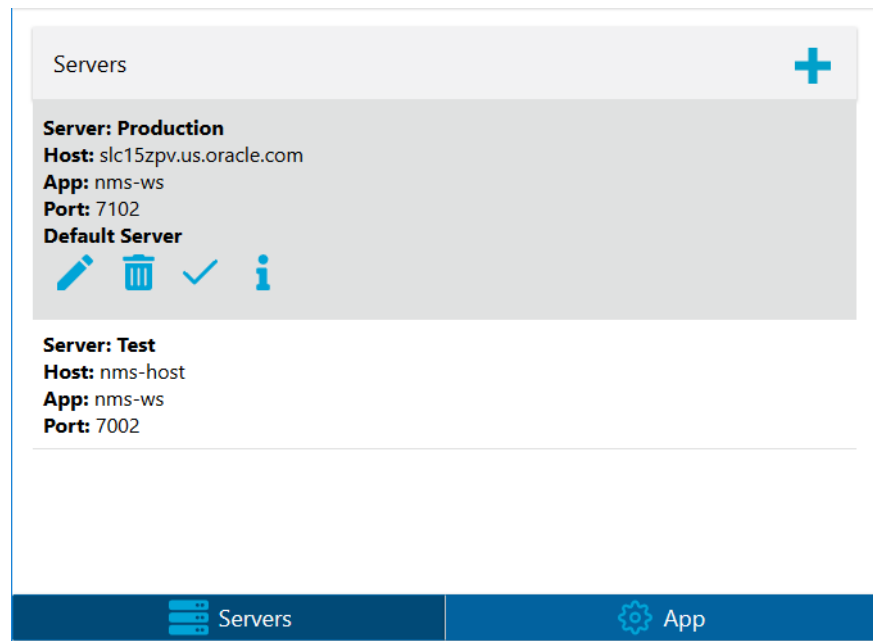 Servers
Server: Production
Host: slc15zpv.us.oracle.com
App: nms-ws
Port: 7102
Default Server
Server: Test
Host: nms-host
App: nms-ws
Port: 7002
Servers
App